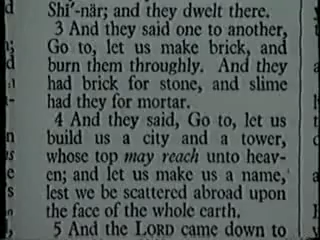 Shi'-när; and they dwelt there.
3 And they said one to another,
Go to, let us make brick, and
burn them throughly. And they
had brick for stone, and slime
had they for mortar.
4 And they said, Go to, let us
build us a city and a tower,
whose top may reach unto heav-
en; and let us make us a name,
lest we be scattered abroad upon
the face of the whole earth.
5 And the LORD came down to